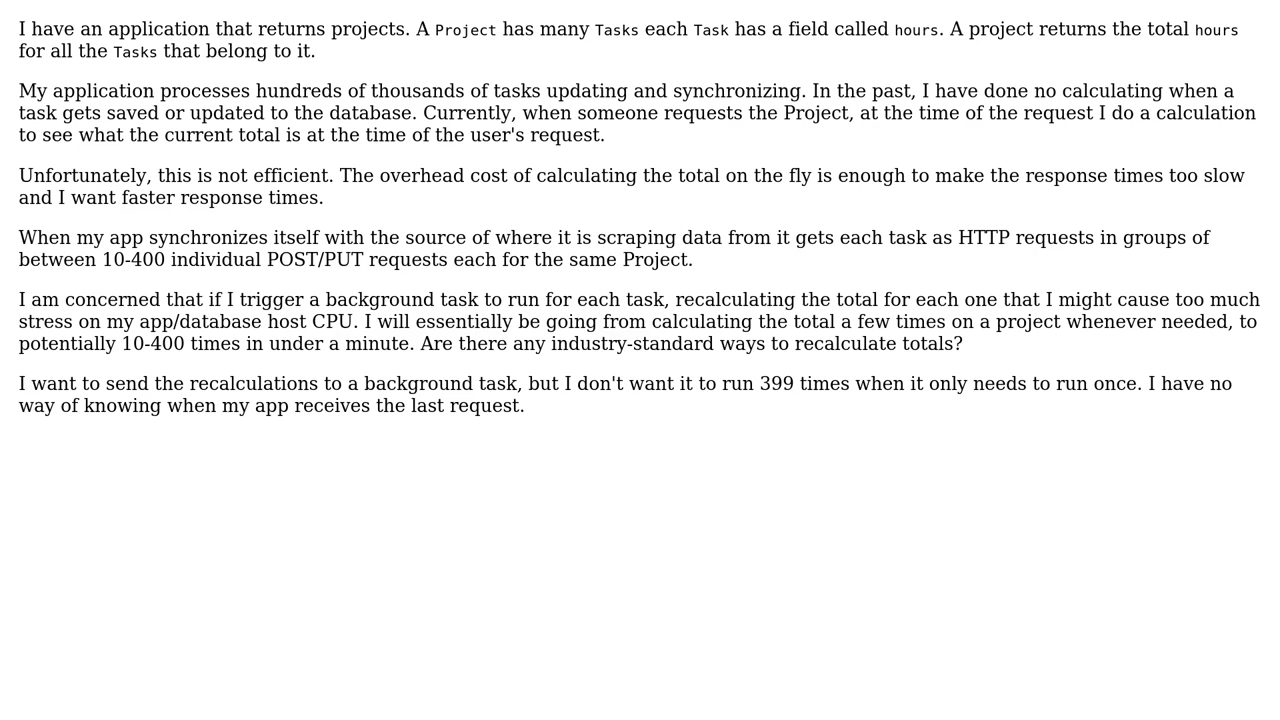 I have an application that returns projects. A Project has many Tasks each Task has a field called hours. A project returns the total hours
for all the Tasks that belong to it.
My application processes hundreds of thousands of tasks updating and synchronizing. In the past, I have done no calculating when a
task gets saved or updated to the database. Currently, when someone requests the Project, at the time of the request I do a calculation
to see what the current total is at the time of the user's request.
Unfortunately, this is not efficient. The overhead cost of calculating the total on the fly is enough to make the response times too slow
and I want faster response times.
When my app synchronizes itself with the source of where it is scraping data from it gets each task as HTTP requests in groups of
between 10-400 individual POST/PUT requests each for the same Project.
I am concerned that if I trigger a background task to run for each task, recalculating the total for each one that I might cause too much
stress on my app/database host CPU. I will essentially be going from calculating the total a few times on a project whenever needed, to
potentially 10-400 times in under a minute. Are there any industry-standard ways to recalculate totals?
I want to send the recalculations to a background task, but I don't want it to run 399 times when it only needs to run once. I have no
way of knowing when my app receives the last request.